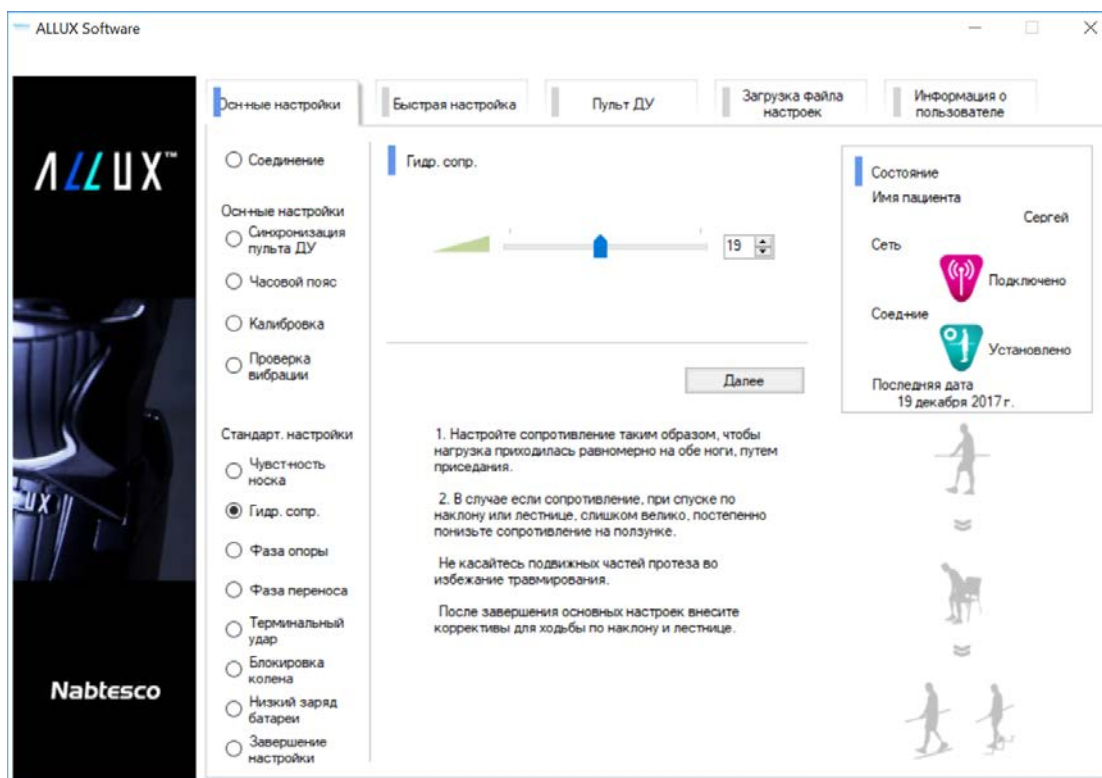 ALLUX Software
Осн-ные настройки
Быстрая настройка
Пульт ДУ
Загрузка файла
настроек
Информация о
пользователе
ALLUX™
Соединение
Осн-ные настройки
Синхронизация
пульта ДУ
Часовой пояс
Калибровка
Проверка
вибрации
Стандарт. настройки
Чувст-ность
носка
Гидр. сопр.
Фаза опоры
Фаза переноса
Терминальный
удар
Блокировка
колена
Низкий заряд
батареи
Завершение
настройки
Nabtesco
UX
Гидр. сопр.
19
Далее
1. Настройте сопротивление таким образом, чтобы
нагрузка приходилась равномерно на обе ноги, путем
приседания.
2. В случае если сопротивление, при спуске по
наклону или лестнице, слишком велико, постепенно
понизьте сопротивление на ползунке.
Не касайтесь подвижных частей протеза во
избежание травмирования.
После завершения основных настроек внесите
коррективы для ходьбы по наклону и лестнице.
Состояние
Имя пациента
Сергей
Сеть
Подключено
Соед-ние
Установлено
Последняя дата
19 декабря 2017 г.